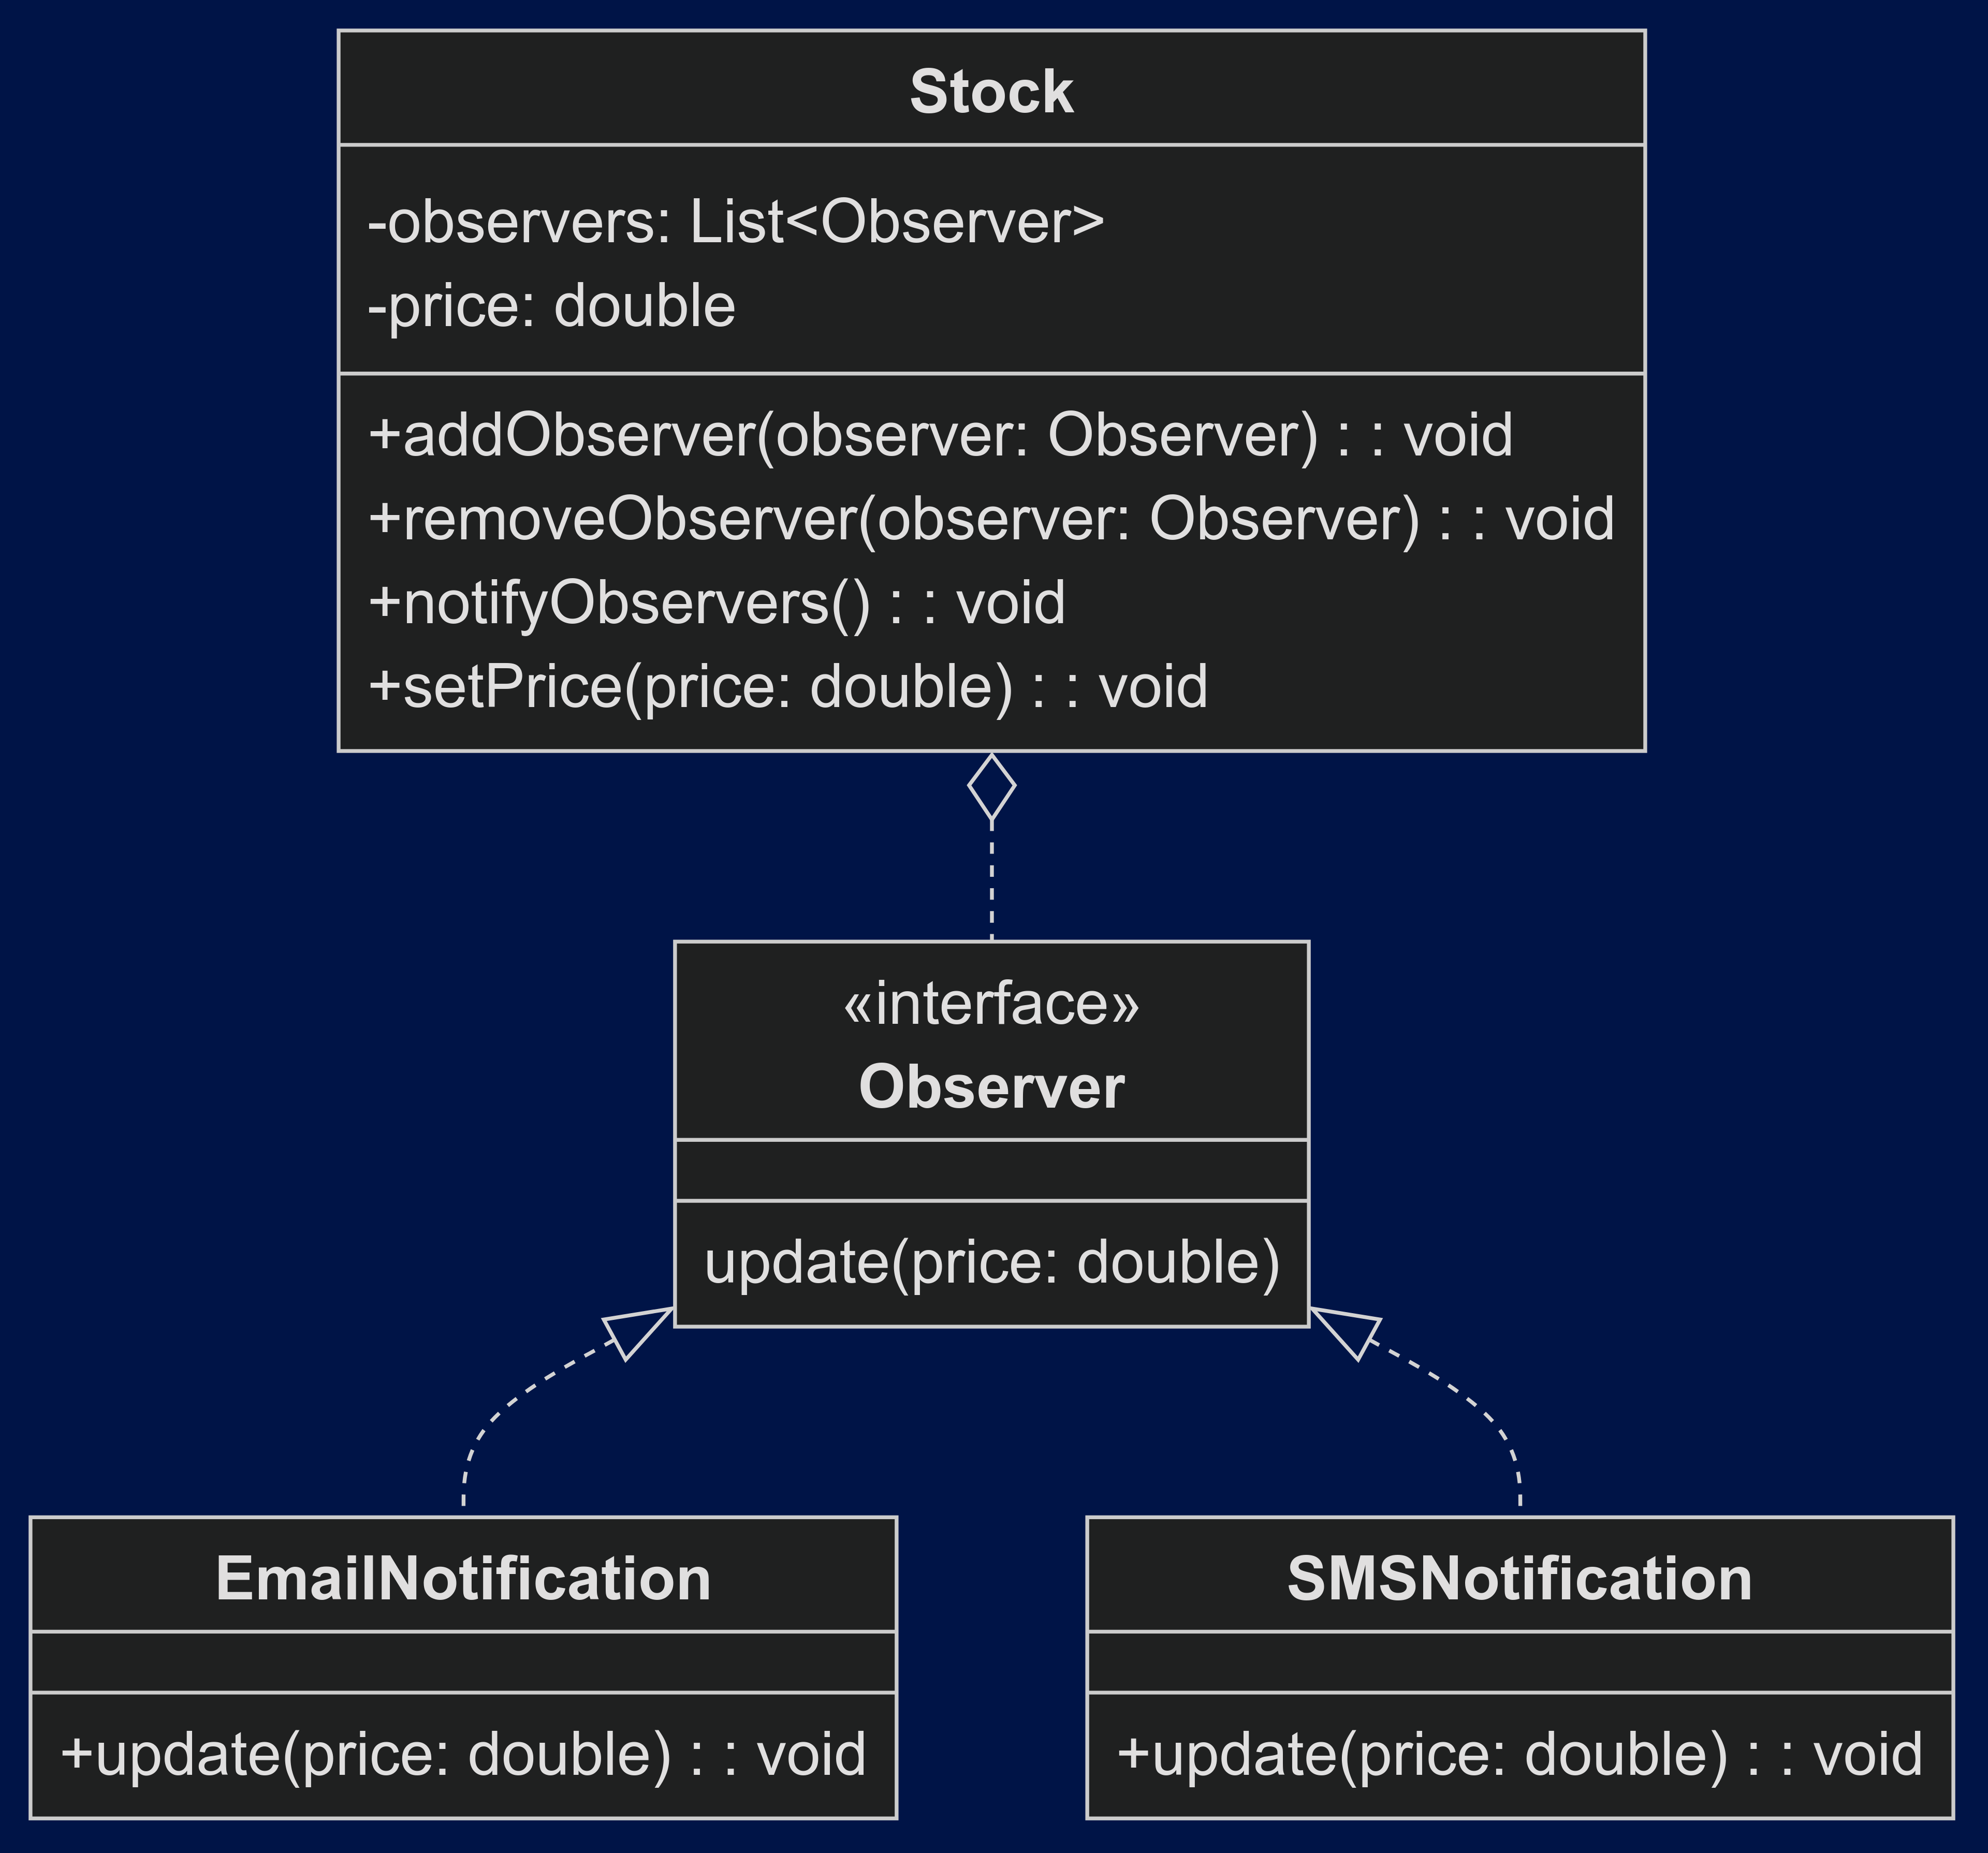 Stock
-observers: List<Observer>
-price: double
+addObserver(observer: Observer) : : void
+removeObserver(observer: Observer) : : void
+notifyObservers() : : void
+setPrice(price: double) : : void
«interface»
Observer
update(price: double)
EmailNotification
+update(price: double) : : void
SMSNotification
+update(price: double) : : void